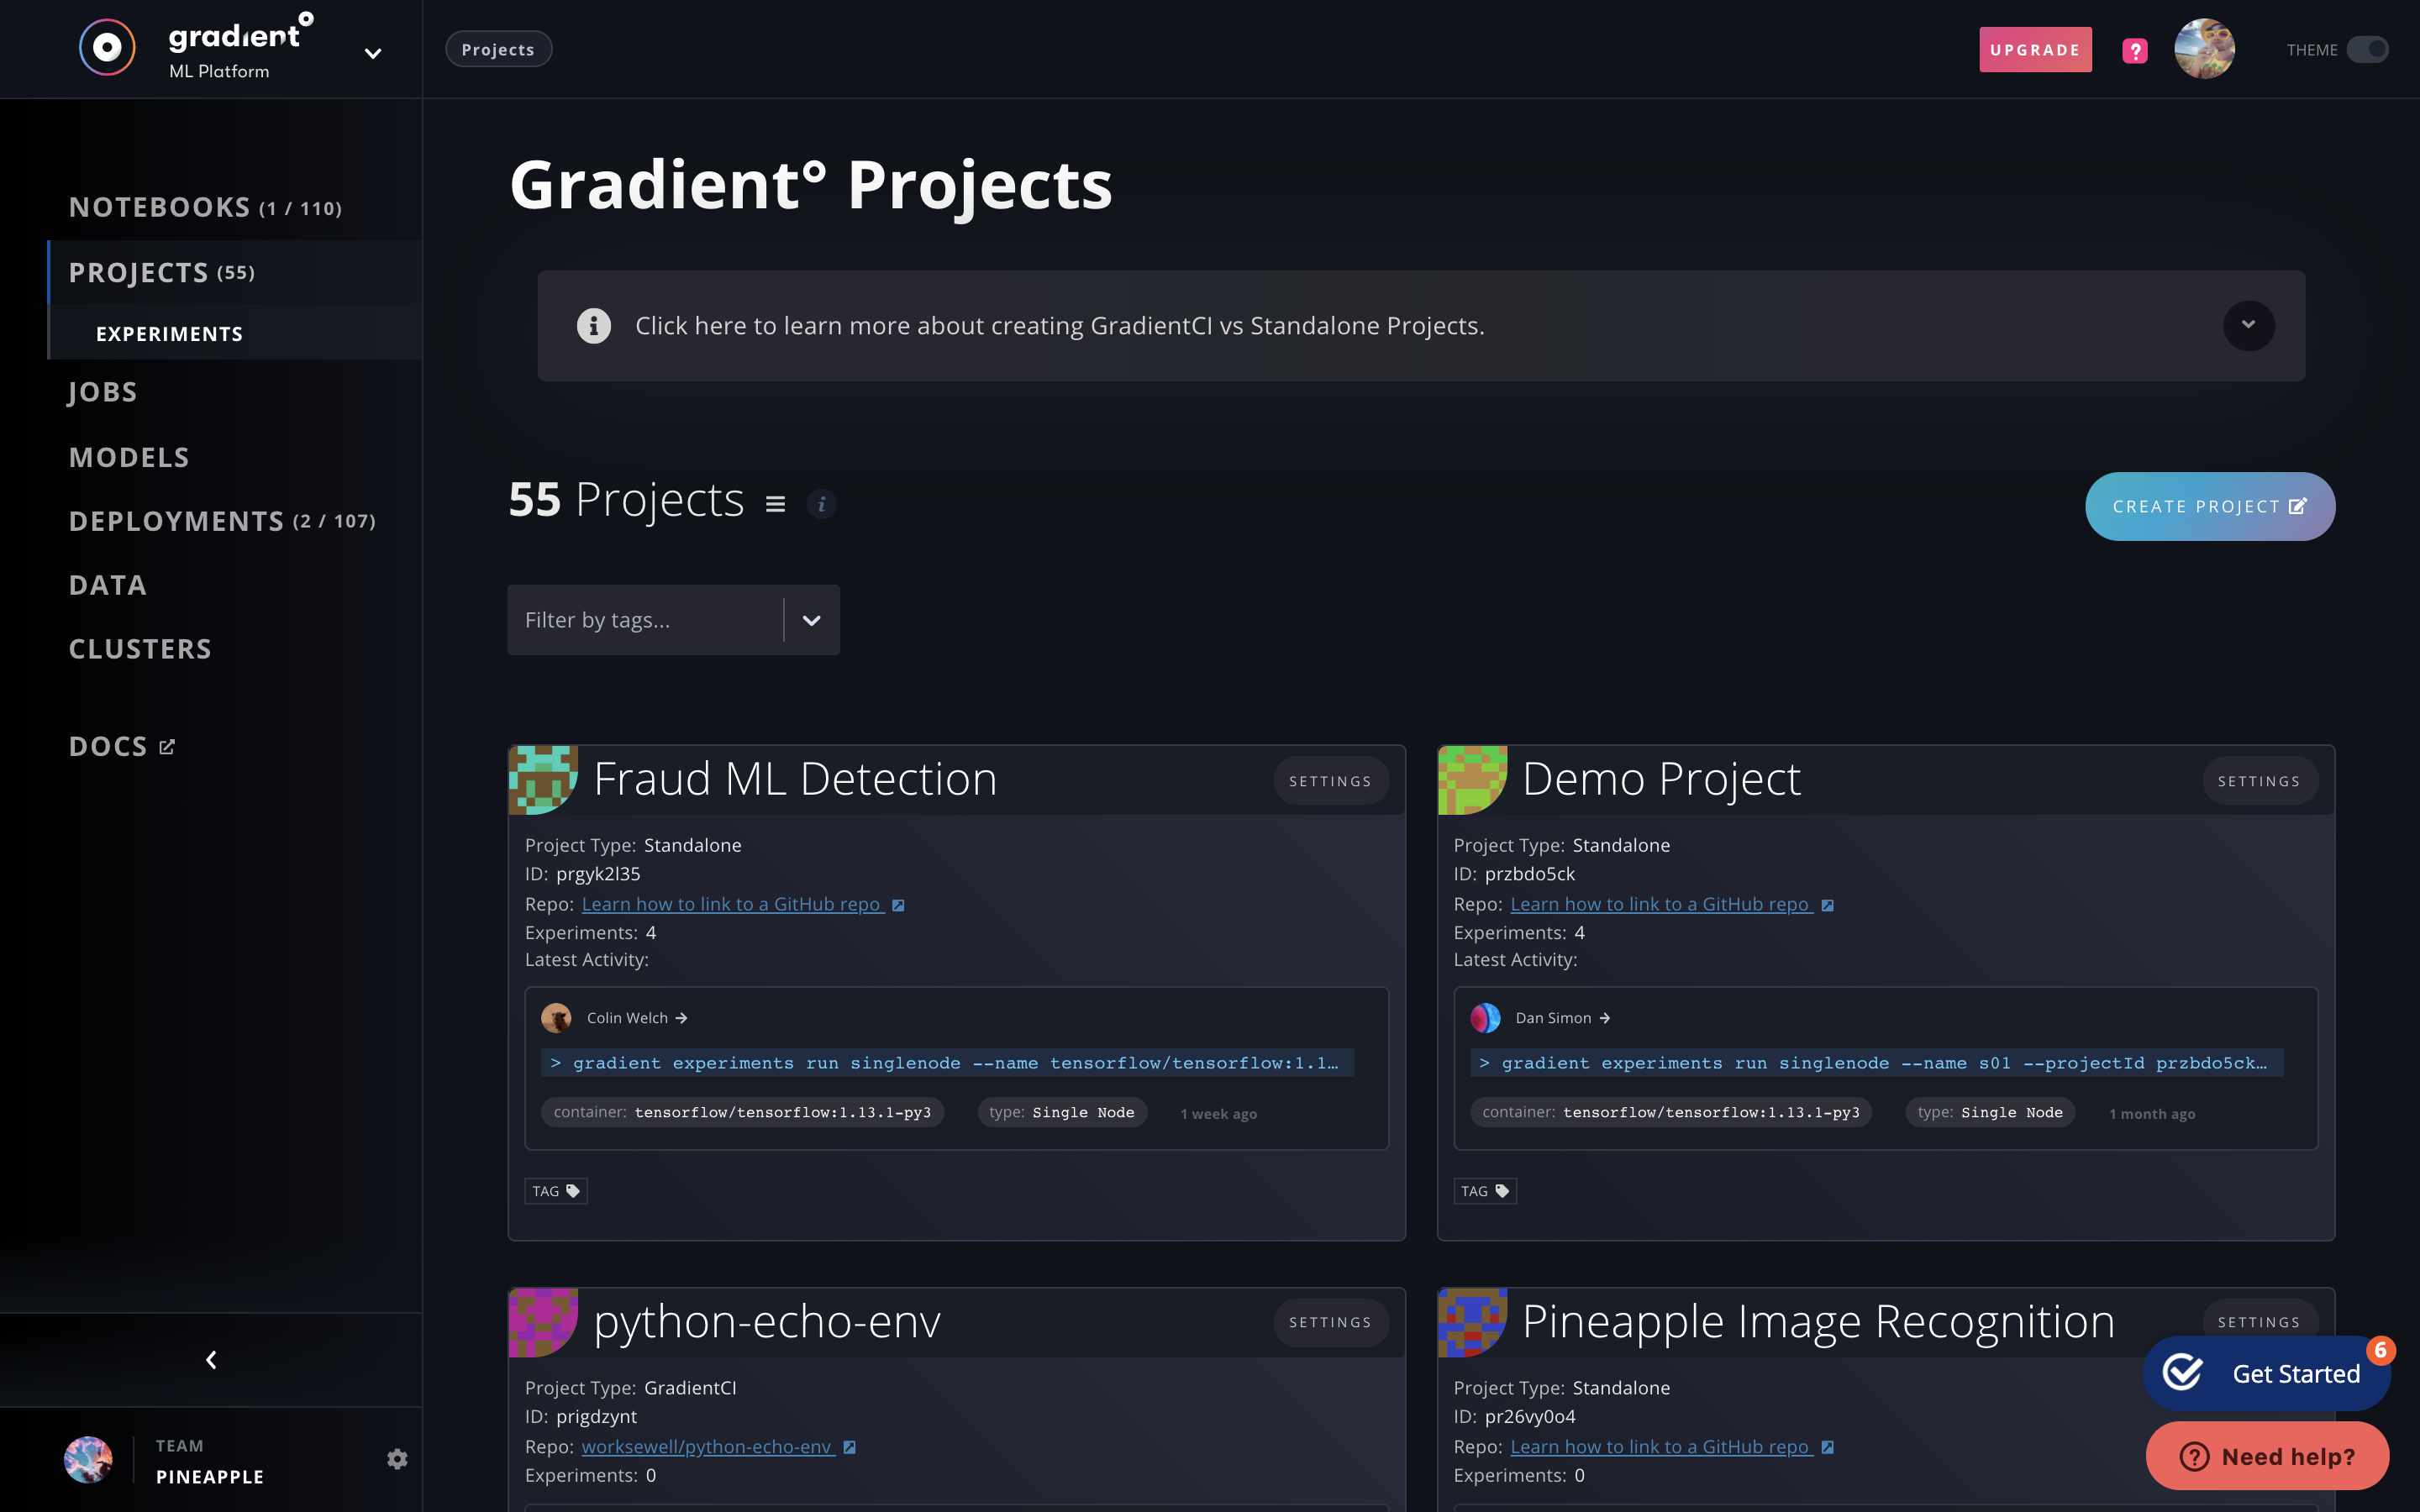 gradient°
ML Platform
Projects
UPGRADE
?
THEME
NOTEBOOKS (1 / 110)
PROJECTS (55)
EXPERIMENTS
JOBS
MODELS
DEPLOYMENTS (2 / 107)
DATA
CLUSTERS
DOCS
TEAM
PINEAPPLE
Gradient° Projects
Click here to learn more about creating GradientCI vs Standalone Projects.
55 Projects
CREATE PROJECT
Filter by tags...
Fraud ML Detection
SETTINGS
Project Type: Standalone
ID: prgyk2l35
Repo: Learn how to link to a GitHub repo
Experiments: 4
Latest Activity:
Colin Welch →
> gradient experiments run singlenode --name tensorflow/tensorflow:1.1…
container: tensorflow/tensorflow:1.13.1-py3 type: Single Node 1 week ago
TAG
Demo Project
SETTINGS
Project Type: Standalone
ID: przbdo5ck
Repo: Learn how to link to a GitHub repo
Experiments: 4
Latest Activity:
Dan Simon →
> gradient experiments run singlenode --name s01 --projectId przbdo5ck…
container: tensorflow/tensorflow:1.13.1-py3 type: Single Node 1 month ago
TAG
python-echo-env
SETTINGS
Project Type: GradientCI
ID: prigdzynt
Repo: worksewell/python-echo-env
Experiments: 0
Pineapple Image Recognition
SETTINGS
Project Type: Standalone
ID: pr26vy0o4
Repo: Learn how to link to a GitHub repo
Experiments: 0
Get Started
6
Need help?